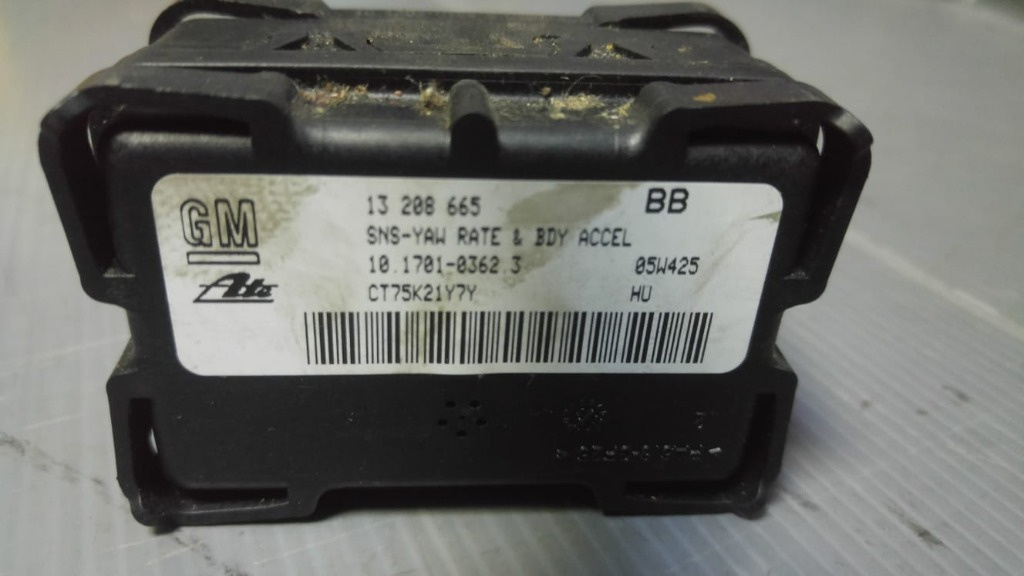 GM
Ate
13 208 665 BB
SNS-YAW RATE & BDY ACCEL
10.1701-0362.3 05W425
CT75K21Y7Y HU